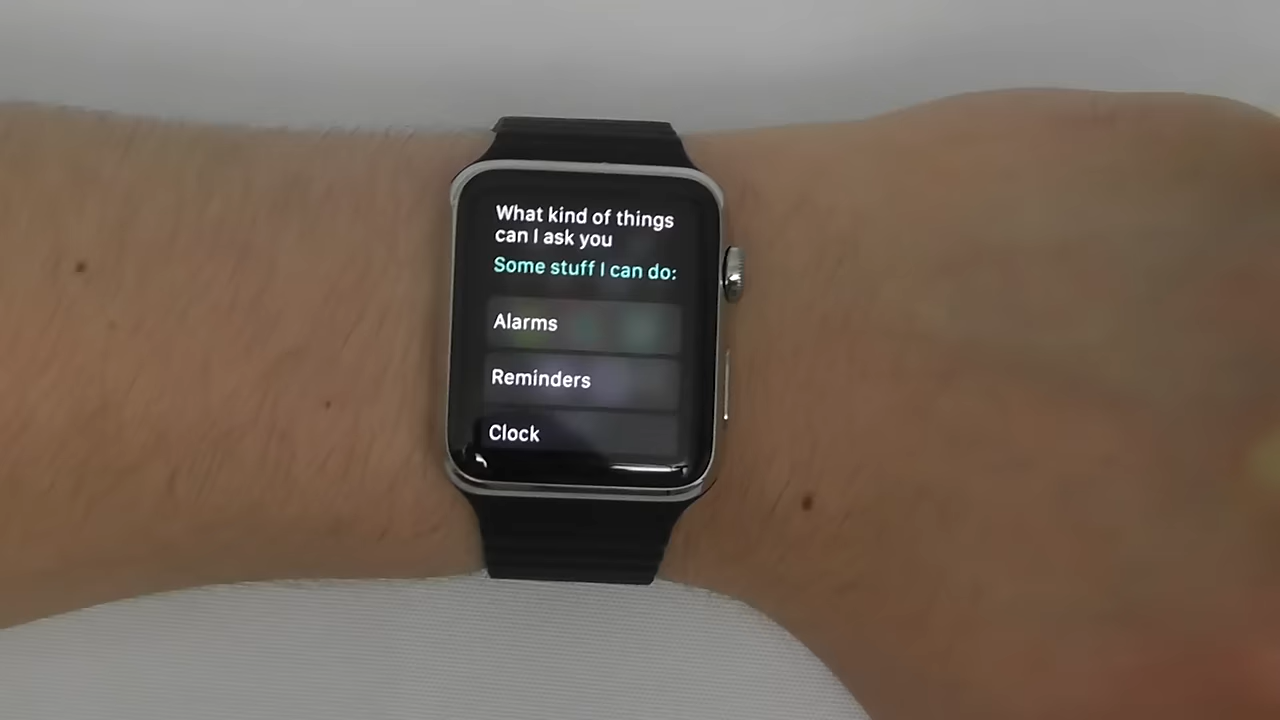 What kind of things
can I ask you
Some stuff I can do:
Alarms
Reminders
Clock